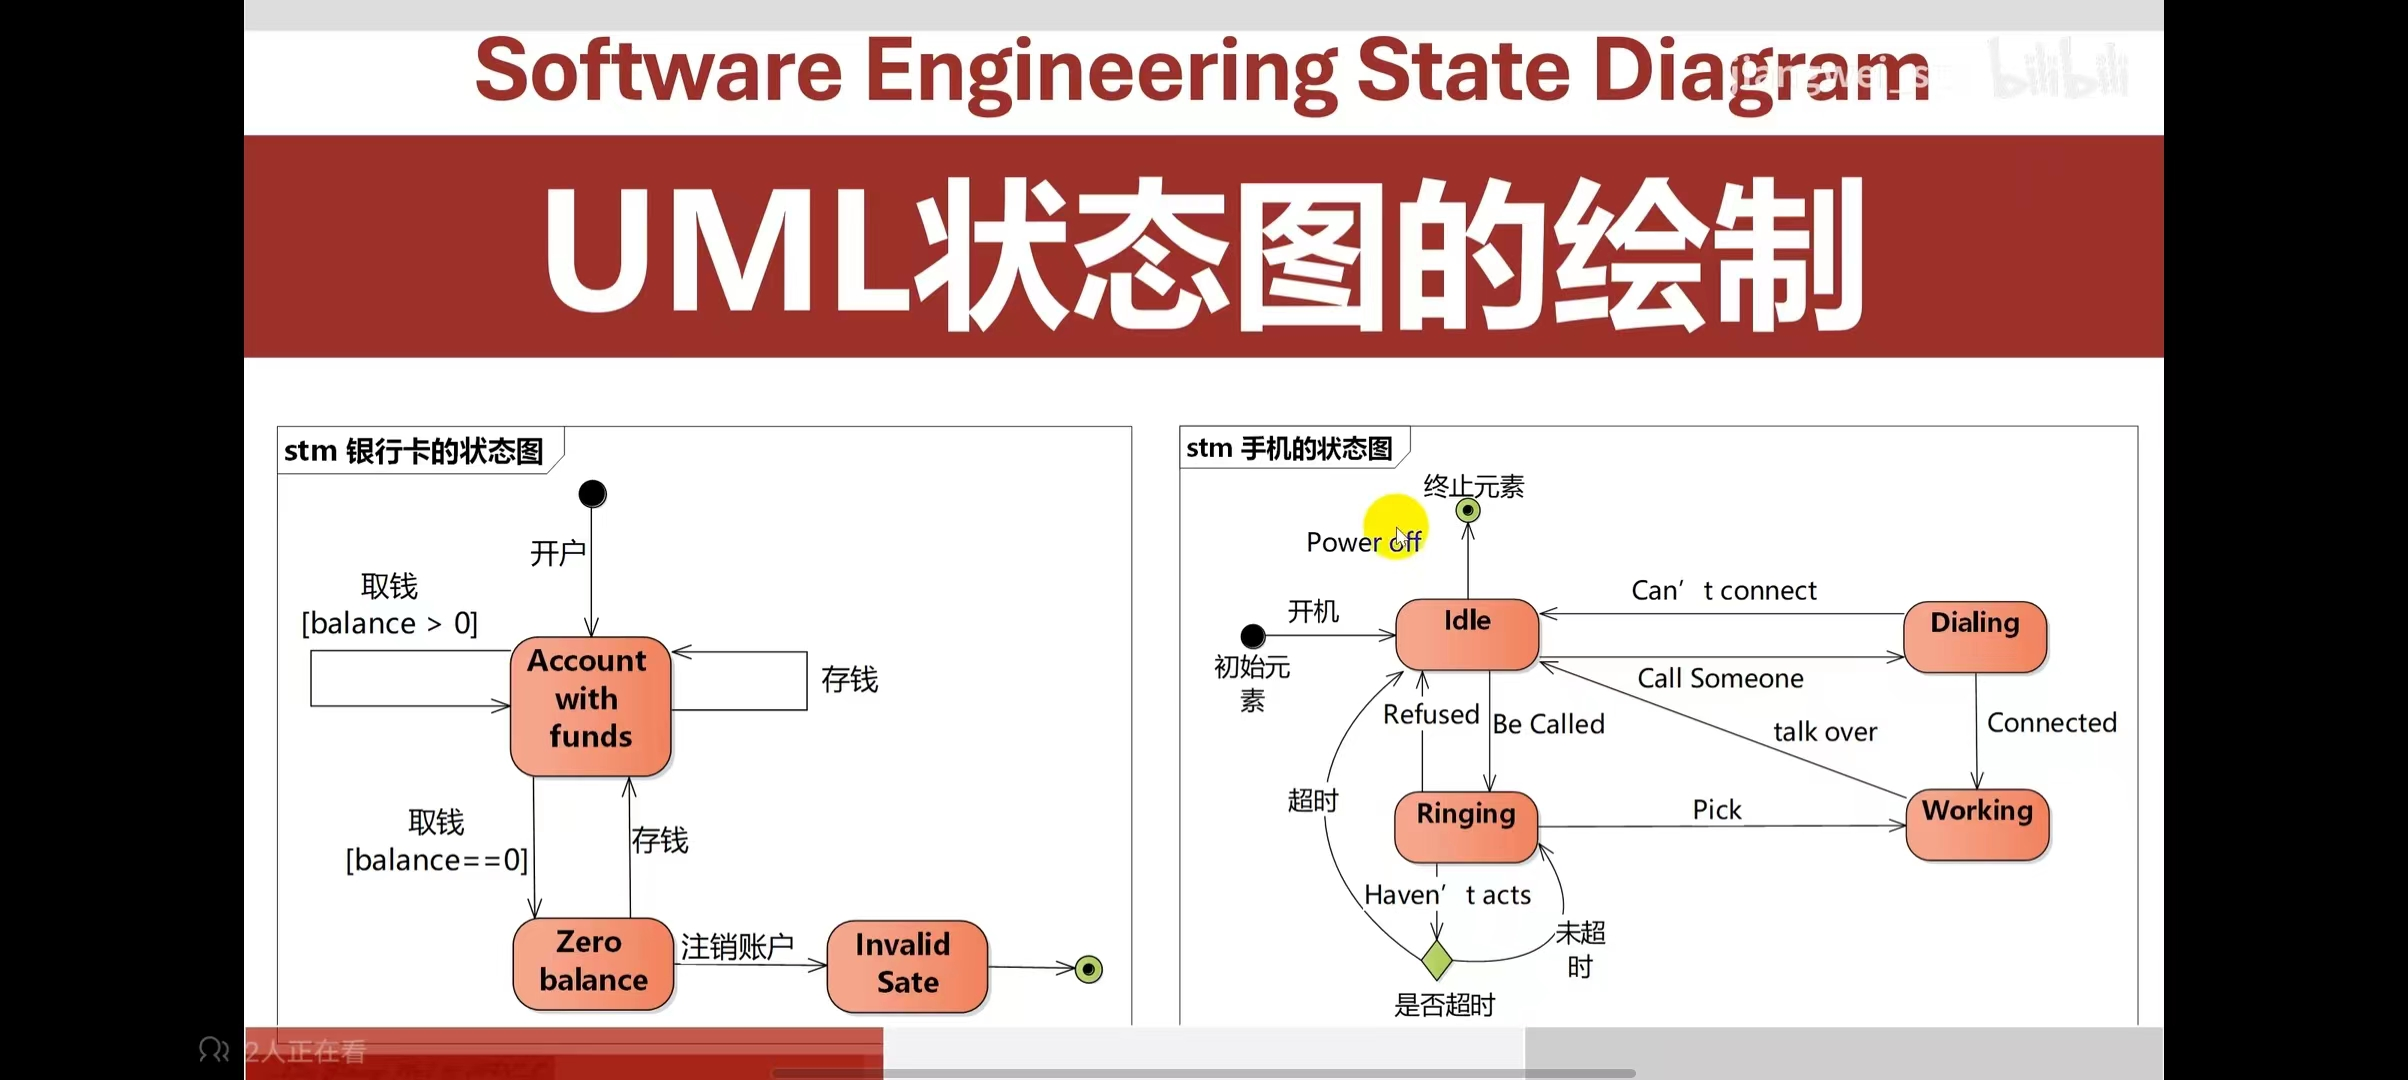 Software Engineering State Diagram
bilibili
UML状态图的绘制
stm 银行卡的状态图
开户
取钱
[balance > 0]
Account
with
funds
存钱
取钱
[balance==0]
存钱
Zero
balance
注销账户
Invalid
Sate
stm 手机的状态图
终止元素
Power off
开机
初始元
素
Idle
Can’t connect
Dialing
Call Someone
Refused
Be Called
talk over
Connected
超时
Ringing
Pick
Working
Haven’t acts
未超
时
是否超时
2人正在看